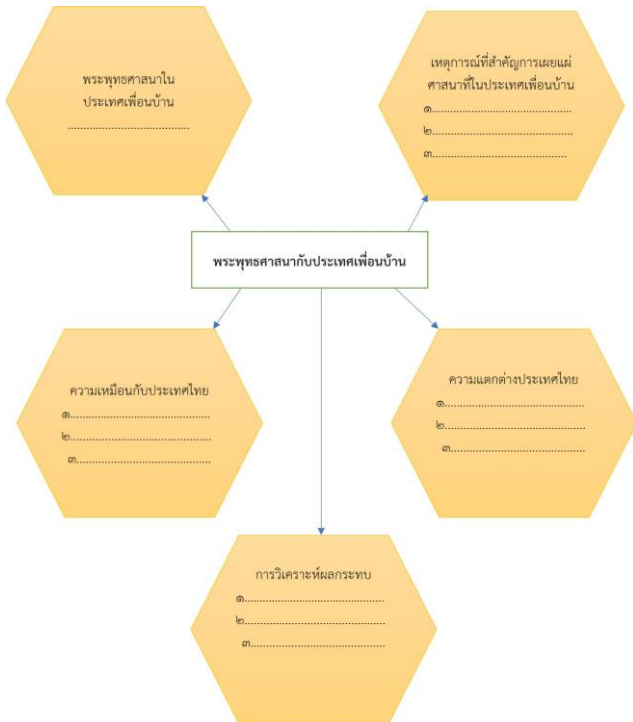 พระพุทธศาสนาใน
ประเทศเพื่อนบ้าน
........................................
เหตุการณ์ที่สำคัญการเผยแผ่
ศาสนาที่ในประเทศเพื่อนบ้าน
๑..............................................
๒..............................................
๓............................................
พระพุทธศาสนากับประเทศเพื่อนบ้าน
ความเหมือนกับประเทศไทย
๑..............................................
๒..............................................
๓............................................
ความแตกต่างประเทศไทย
๑..............................................
๒..............................................
๓............................................
การวิเคราะห์ผลกระทบ
๑..............................................
๒..............................................
๓..............................................